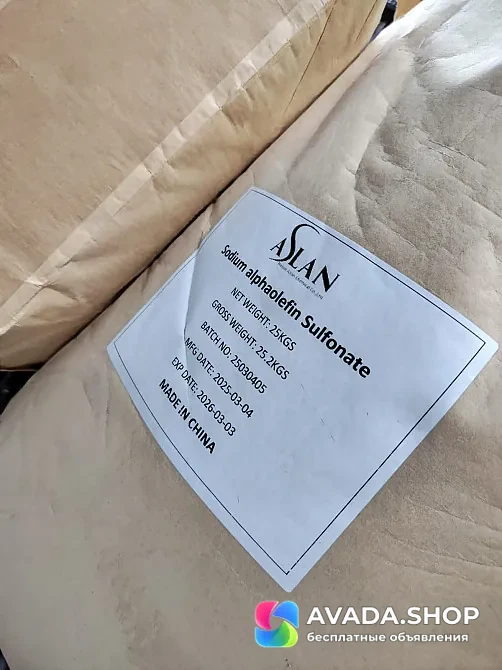 ASLAN
Sodium alphaolefin Sulfonate
NET WEIGHT: 25KGS
GROSS WEIGHT: 25.2KGS
BATCH NO: 25030405
MFG DATE: 2025-03-04
EXP DATE: 2026-03-03
MADE IN CHINA
AVADA.SHOP
бесплатные объявления